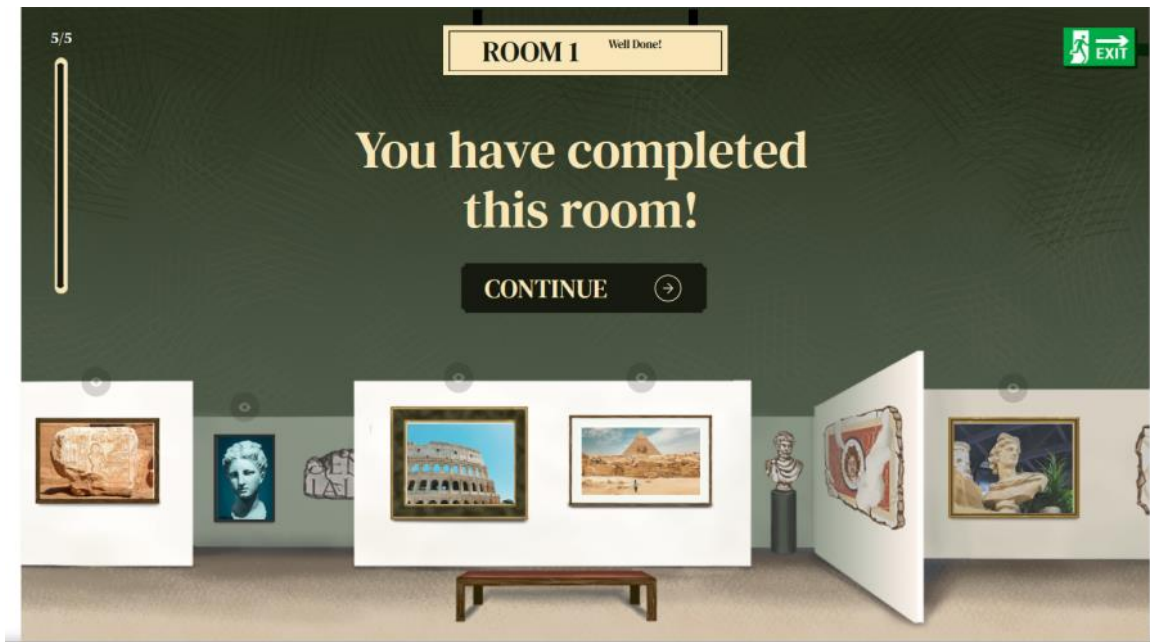 5/5
ROOM 1
Well Done!
EXIT
You have completed
this room!
CONTINUE